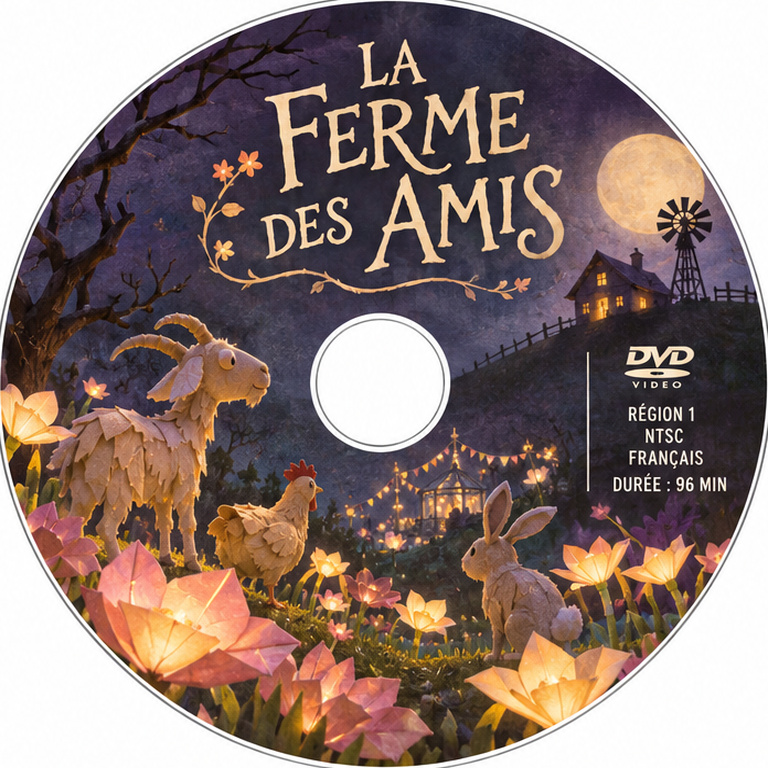 LA
FERME
DES AMIS
DVD
VIDEO
RÉGION 1
NTSC
FRANÇAIS
DURÉE : 96 MIN